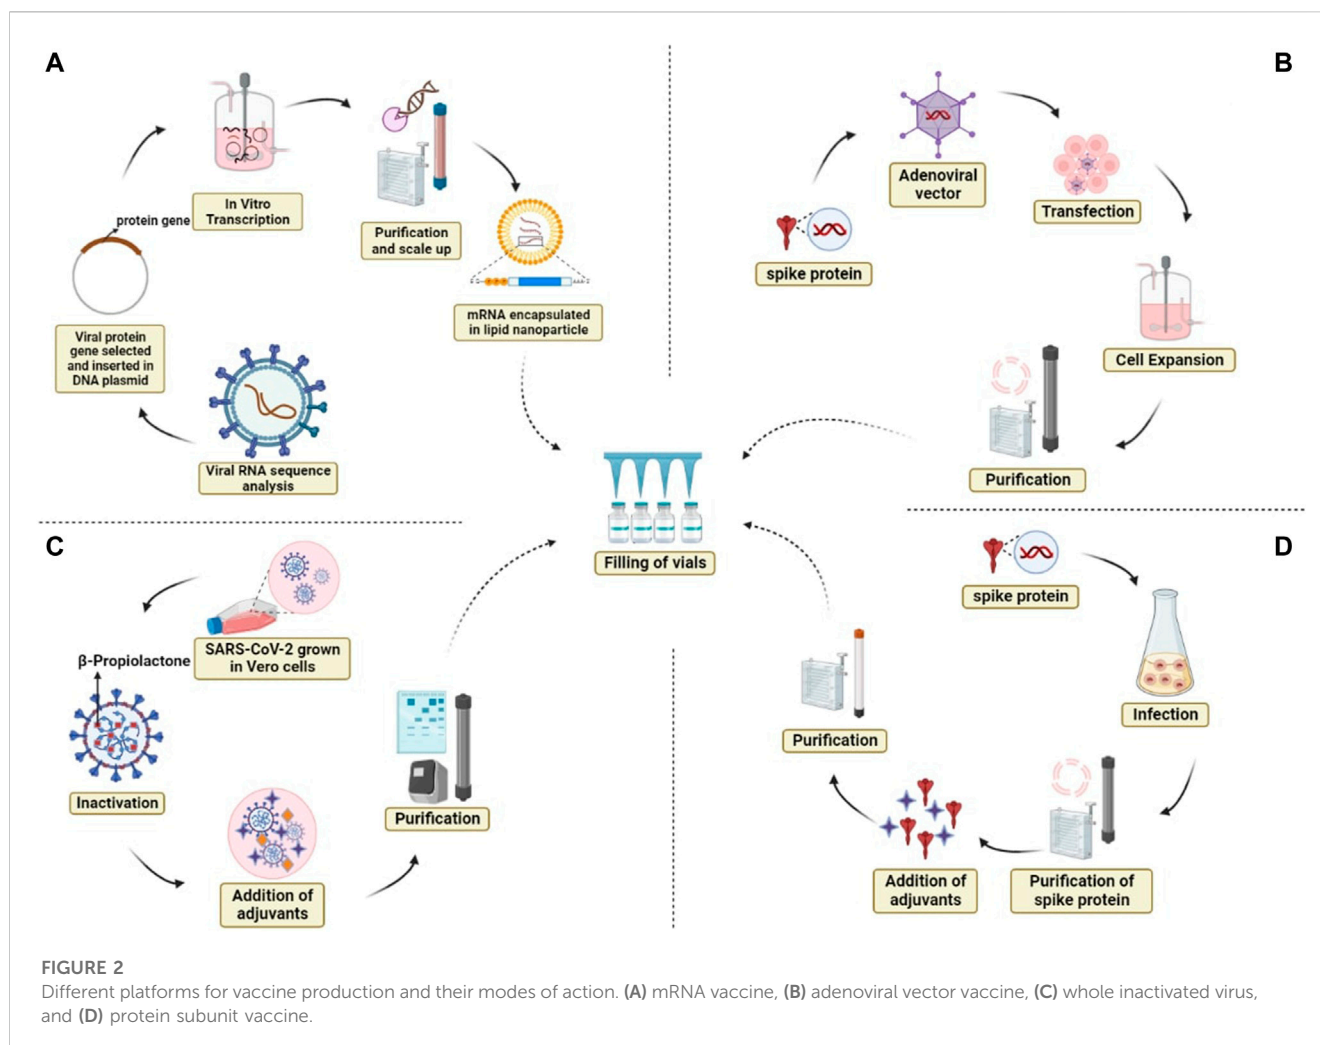 A
In Vitro
Transcription
protein gene
Purification
and scale up
mRNA encapsulated
in lipid nanoparticle
Viral protein
gene selected
and inserted in
DNA plasmid
Viral RNA sequence
analysis
B
Adenoviral
vector
Transfection
spike protein
Cell Expansion
Purification
Filling of vials
C
SARS-CoV-2 grown
in Vero cells
β-Propiolactone
Inactivation
Addition of
adjuvants
Purification
D
spike protein
Infection
Purification of
spike protein
Addition of
adjuvants
Purification
FIGURE 2
Different platforms for vaccine production and their modes of action. (A) mRNA vaccine, (B) adenoviral vector vaccine, (C) whole inactivated virus,
and (D) protein subunit vaccine.